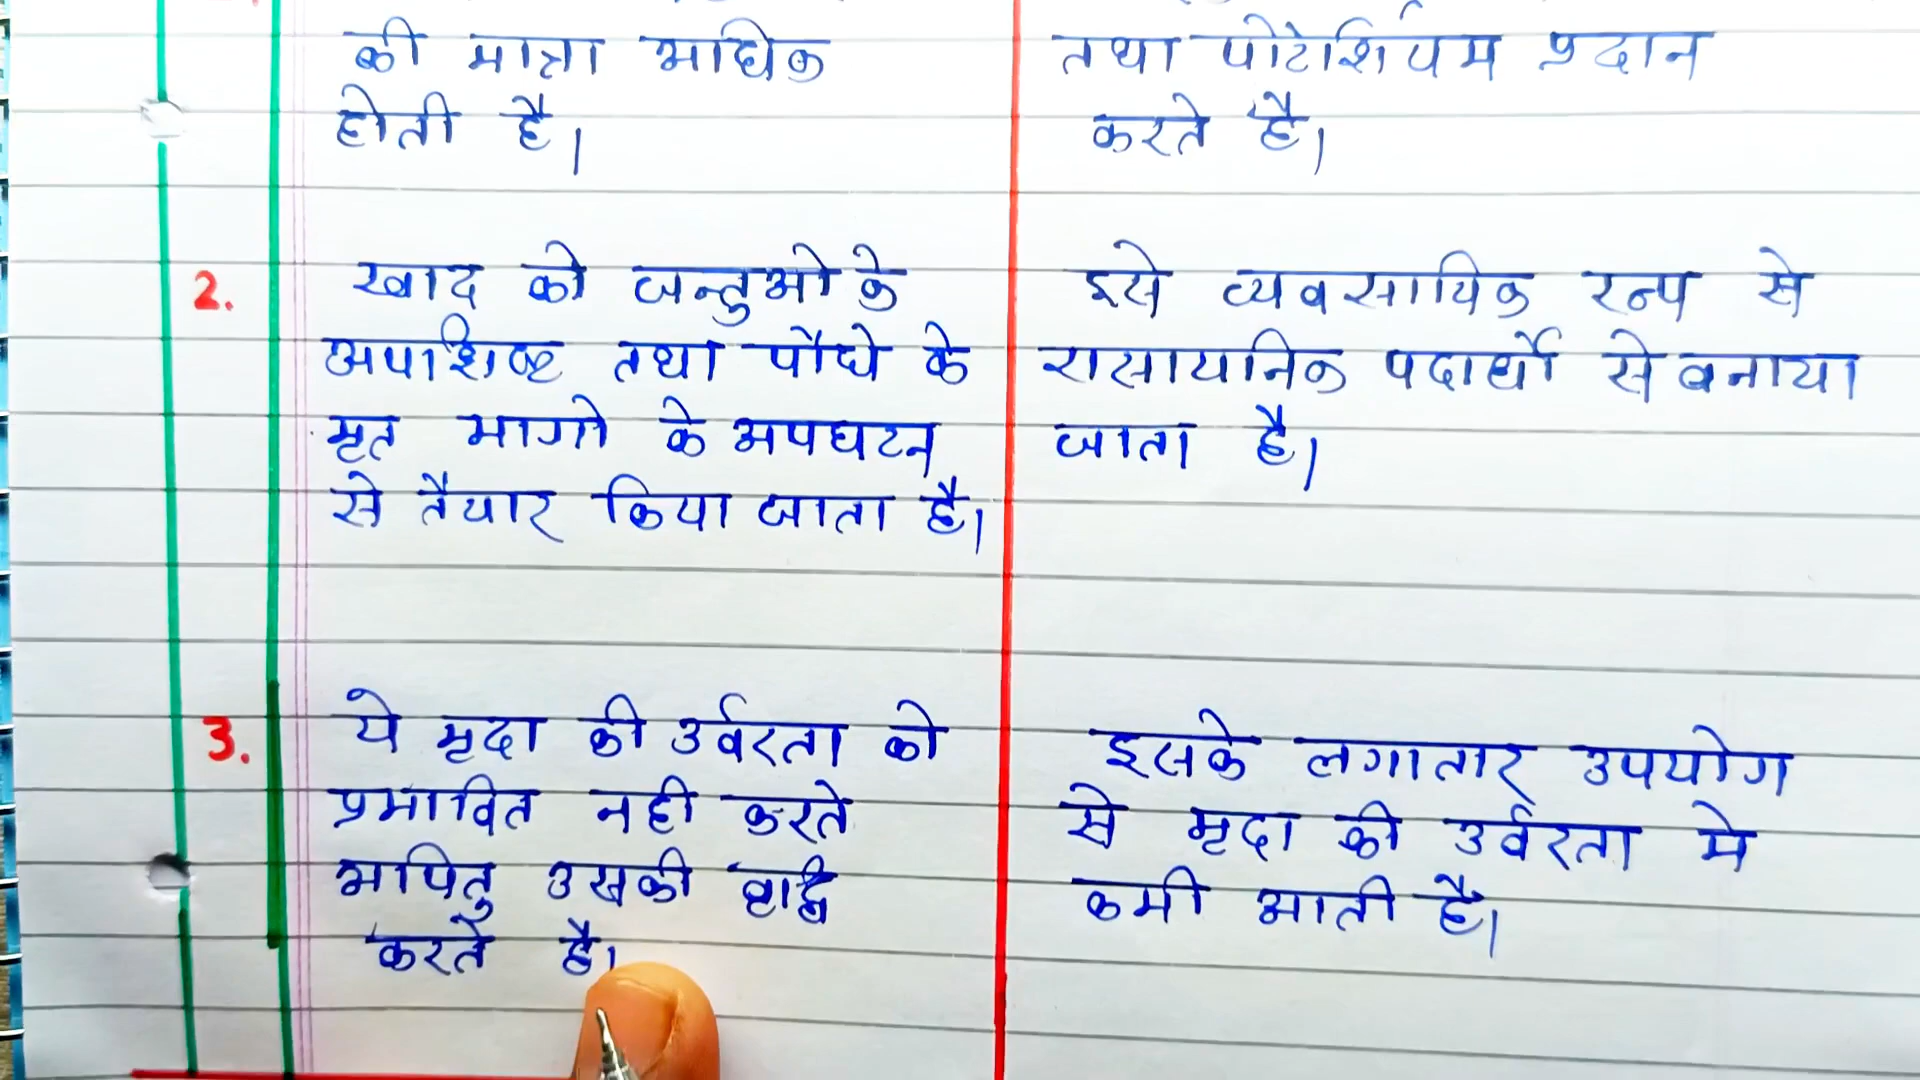 की मात्रा अधिक
होती है।
तथा पोटेशियम प्रदान
करते है।
2.
खाद को जन्तुओ के
अपशिष्ट तथा पौधे के
मृत भागो के अपघटन
से तैयार किया जाता है।
इसे व्यवसायिक रूप से
रासायनिक पदार्थो से बनाया
जाता है।
3.
ये मृदा की उर्वरता को
प्रभावित नही करते
अपितु उसकी वृद्धि
करते है।
इसके लगातार उपयोग
से मृदा की उर्वरता मे
कमी आती है।